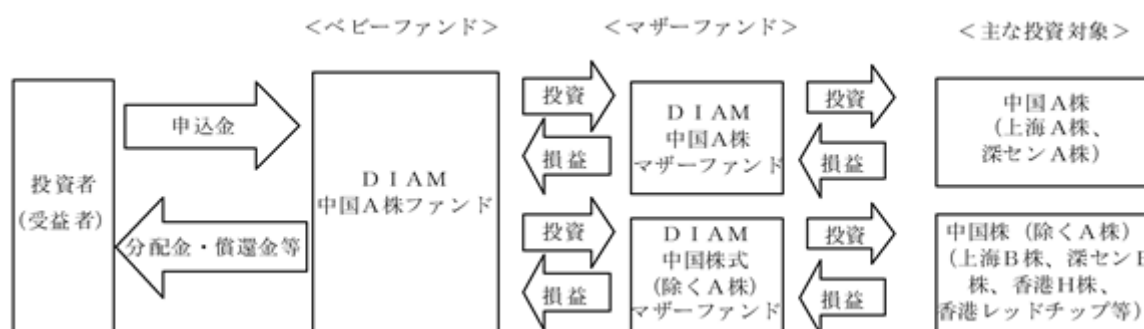 <ベビーファンド>
<マザーファンド>
<主な投資対象>
投資者
(受益者)
申込金
分配金・償還金等
DIAM
中国A株ファンド
投資
損益
投資
損益
DIAM
中国A株
マザーファンド
DIAM
中国株式
(除くA株)
マザーファンド
投資
損益
投資
損益
中国A株
(上海A株、
深センA株)
中国株(除くA株)
(上海B株、深センB
株、香港H株、
香港レッドチップ等)